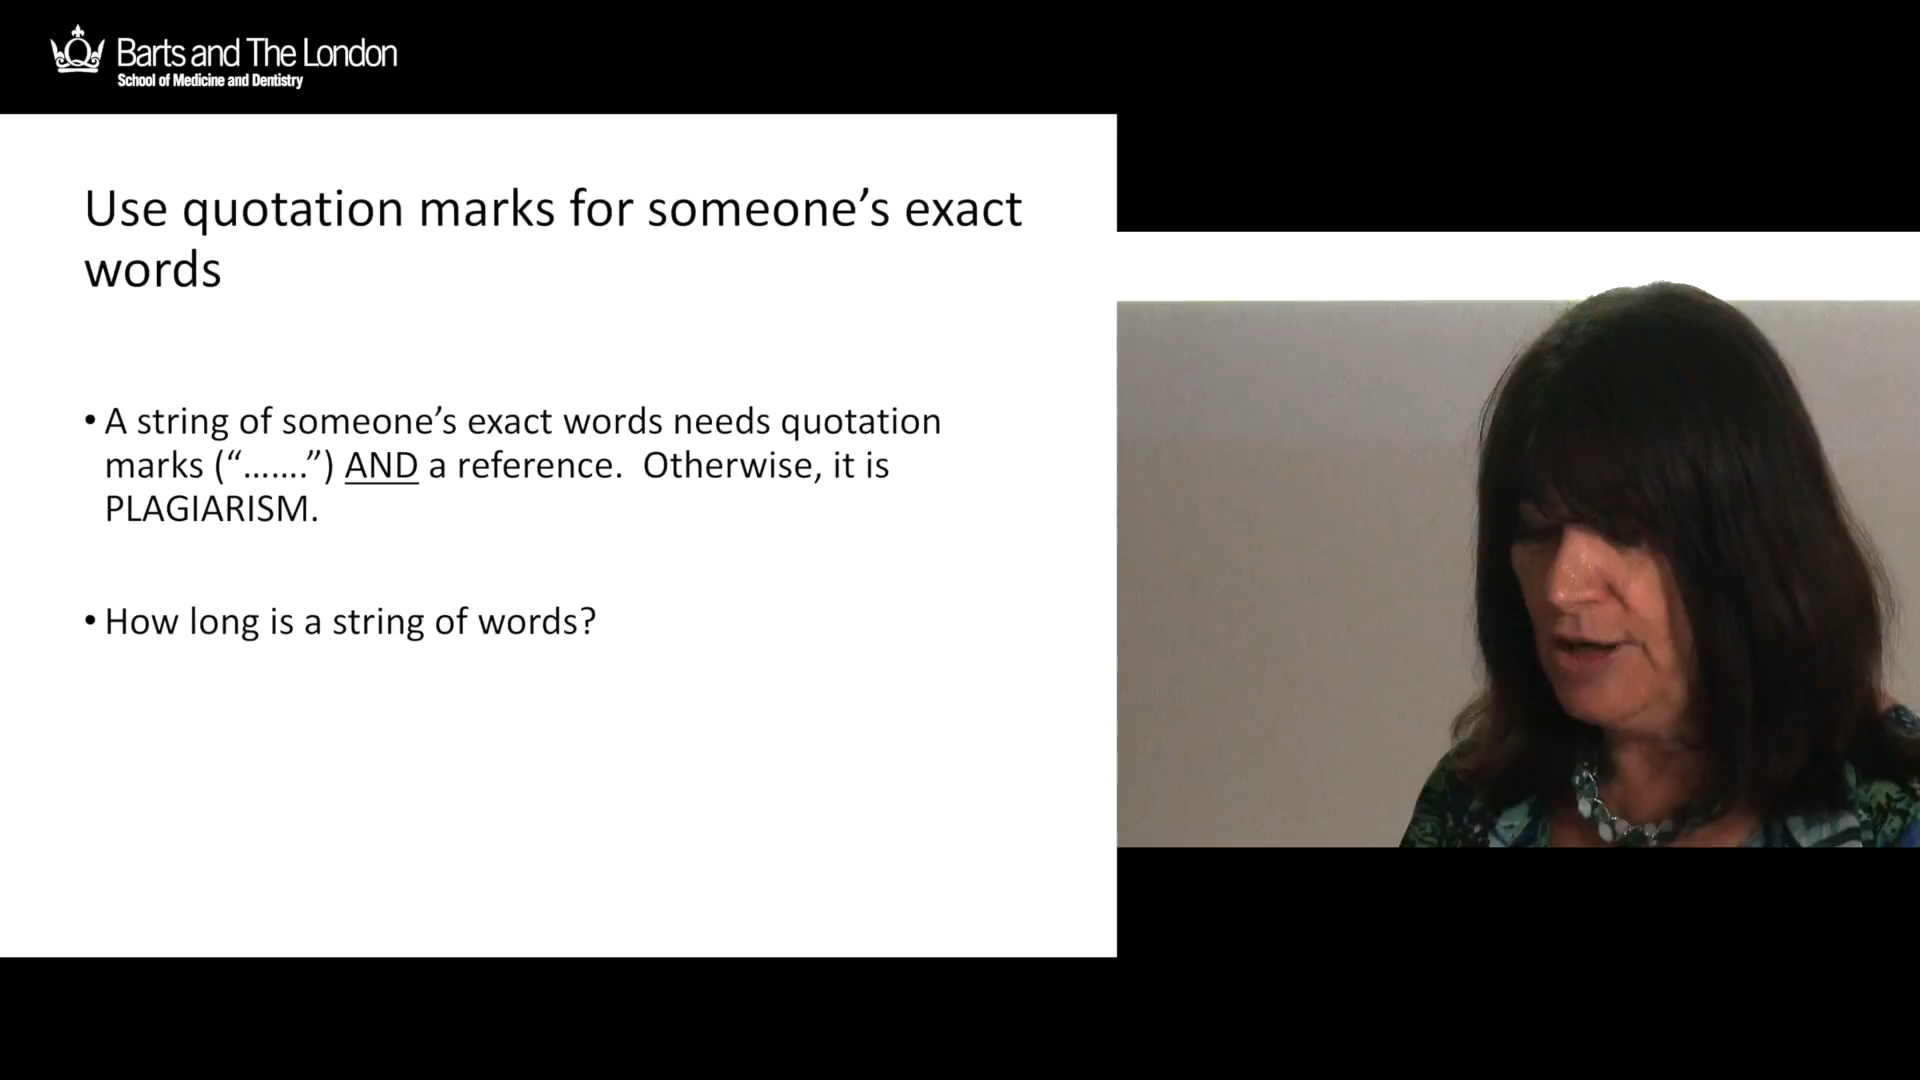 Barts and The London
School of Medicine and Dentistry
Use quotation marks for someone’s exact
words
• A string of someone’s exact words needs quotation
marks (“…….”) AND a reference.  Otherwise, it is
PLAGIARISM.
• How long is a string of words?